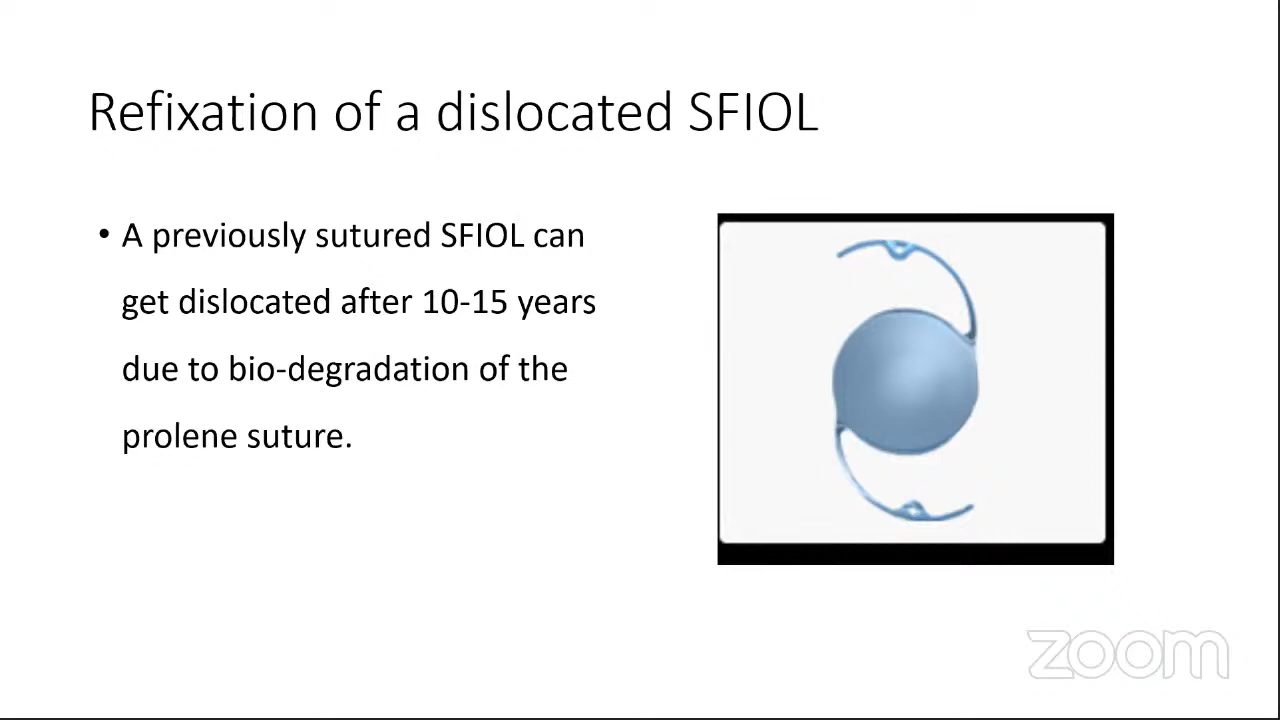 Refixation of a dislocated SFIOL
• A previously sutured SFIOL can
get dislocated after 10-15 years
due to bio-degradation of the
prolene suture.
zoom